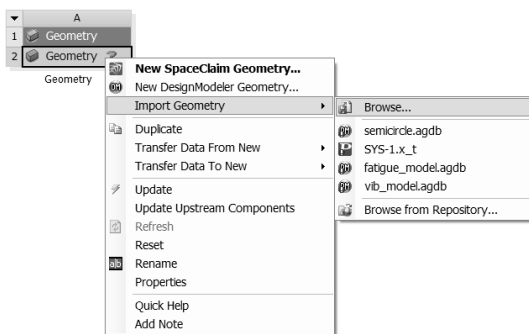 A
1 Geometry
2 Geometry ?
Geometry
New SpaceClaim Geometry...
New DesignModeler Geometry...
Import Geometry
Duplicate
Transfer Data From New
Transfer Data To New
Update
Update Upstream Components
Refresh
Reset
a|b Rename
Properties
Quick Help
Add Note
Browse...
semicircle.agdb
SYS-1.x_t
fatigue_model.agdb
vib_model.agdb
Browse from Repository...